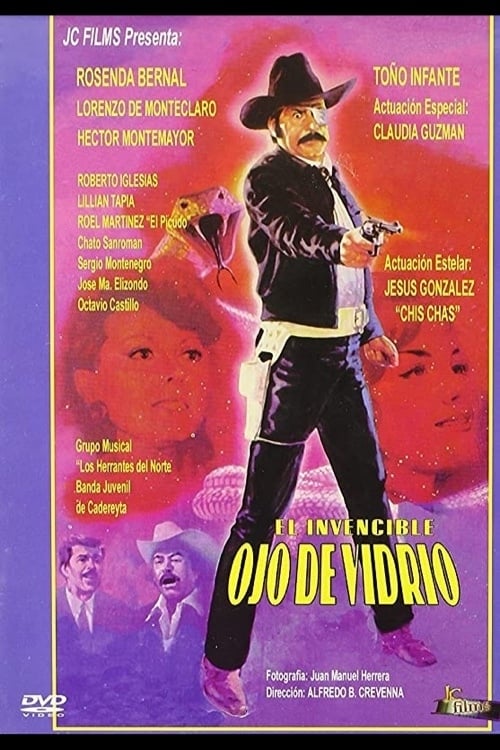 JC FILMS Presenta:
ROSENDA BERNAL
LORENZO DE MONTECLARO
HECTOR MONTEMAYOR
TOÑO INFANTE
Actuación Especial:
CLAUDIA GUZMAN
ROBERTO IGLESIAS
LILLIAN TAPIA
ROEL MARTINEZ "El Picudo"
Chato Sanroman
Sergio Montenegro
Jose Ma. Elizondo
Octavio Castillo
Actuación Estelar:
JESUS GONZALEZ
"CHIS CHAS"
Grupo Musical
"Los Herrantes del Norte
Banda Juvenil
de Cadereyta
EL INVENCIBLE
OJO DE VIDRIO
Fotografia: Juan Manuel Herrera
Dirección: ALFREDO B. CREVENNA
DVD
VIDEO
JC
films